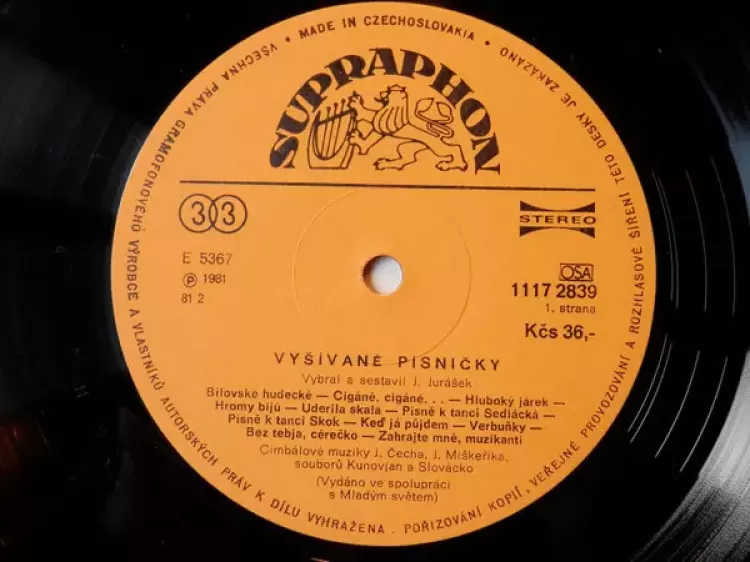 VŠECHNA PRÁVA GRAMOFONOVÉHO VÝROBCE A VLASTNÍKŮ AUTORSKÝCH PRÁV K DÍLU VYHRAŽENA. POŘIZOVÁNÍ KOPIÍ, VEŘEJNÉ PROVOZOVÁNÍ A ROZHLASOVÉ ŠÍŘENÍ TÉTO DESKY JE ZAKÁZÁNO • MADE IN CZECHOSLOVAKIA •
SUPRAPHON
33
STEREO
E 5367
Ⓟ 1981
81 2
OSA
1117 2839
1. strana
Kčs 36,-
VYŠÍVANÉ PÍSNIČKY
Vybral a sestavil J. Jurášek
Bílovské hudecké — Cigáné, cigáné. . . — Hluboký járek —
Hromy bijú — Uderila skala — Písně k tanci Sedlácká —
Písně k tanci Skok — Keď já půjdem — Verbuňky —
Bez tebja, cérečko — Zahrajte mně, muzikanti
Cimbálové muziky J. Čecha, J. Miškeříka,
souborů Kunovjan a Slovácko
(Vydáno ve spolupráci
s Mladým světem)